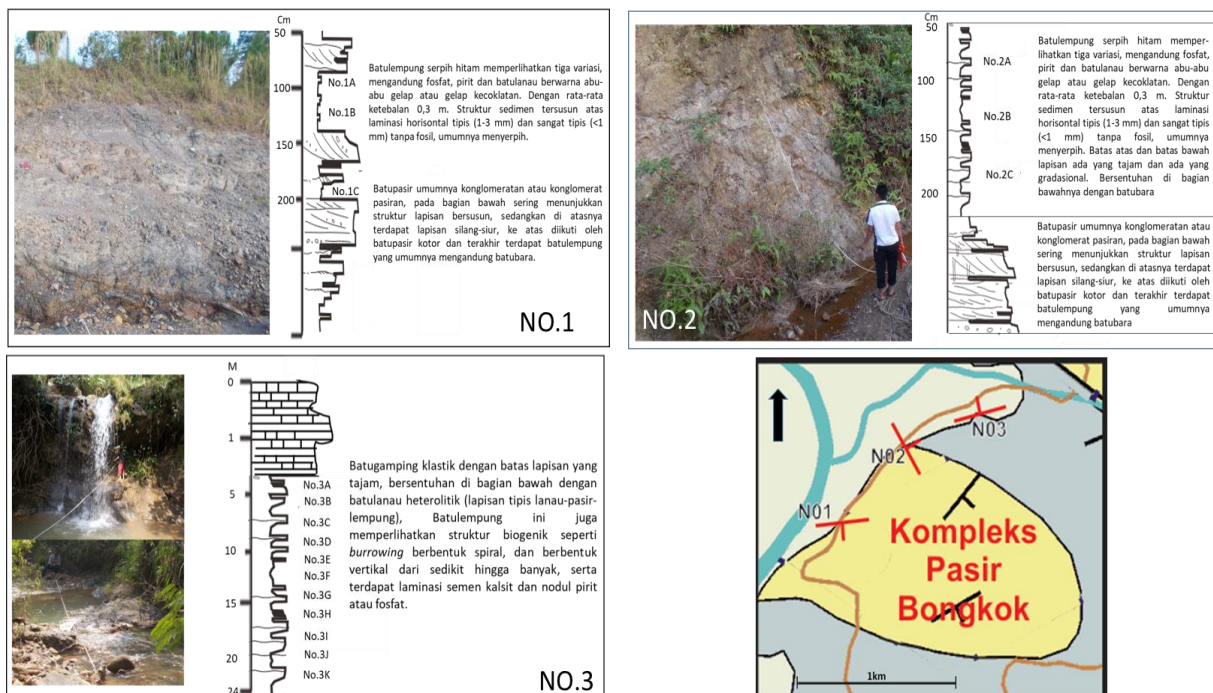 Cm
50
100
150
200
No.1A
No.1B
No.1C
Batulempung serpih hitam memperlihatkan tiga variasi,
mengandung fosfat, pirit dan batulanau berwarna abu-
abu gelap atau gelap kecoklatan. Dengan rata-rata
ketebalan 0,3 m. Struktur sedimen tersusun atas
laminasi horisontal tipis (1-3 mm) dan sangat tipis (<1
mm) tanpa fosil, umumnya menyerpih.
Batupasir umumnya konglomeratan atau konglomerat
pasiran, pada bagian bawah sering menunjukkan
struktur lapisan bersusun, sedangkan di atasnya
terdapat lapisan silang-siur, ke atas diikuti oleh
batupasir kotor dan terakhir terdapat batulempung
yang umumnya mengandung batubara.
NO.1
NO.2
Cm
50
100
150
200
No.2A
No.2B
No.2C
Batulempung serpih hitam memper-
lihatkan tiga variasi, mengandung fosfat,
pirit dan batulanau berwarna abu-abu
gelap atau gelap kecoklatan. Dengan
rata-rata ketebalan 0,3 m. Struktur
sedimen tersusun atas laminasi
horisontal tipis (1-3 mm) dan sangat tipis
(<1 mm) tanpa fosil, umumnya
menyerpih. Batas atas dan batas bawah
lapisan ada yang tajam dan ada yang
gradasional. Bersentuhan di bagian
bawahnya dengan batubara
Batupasir umumnya konglomeratan atau
konglomerat pasiran, pada bagian bawah
sering menunjukkan struktur lapisan
bersusun, sedangkan di atasnya terdapat
lapisan silang-siur, ke atas diikuti oleh
batupasir kotor dan terakhir terdapat
batulempung yang umumnya
mengandung batubara
M
0
1
5
10
15
20
24
No.3A
No.3B
No.3C
No.3D
No.3E
No.3F
No.3G
No.3H
No.3I
No.3J
No.3K
Batugamping klastik dengan batas lapisan yang
tajam, bersentuhan di bagian bawah dengan
batulanau heterolitik (lapisan tipis lanau-pasir-
lempung), Batulempung ini juga
memperlihatkan struktur biogenik seperti
burrowing berbentuk spiral, dan berbentuk
vertikal dari sedikit hingga banyak, serta
terdapat laminasi semen kalsit dan nodul pirit
atau fosfat.
NO.3
N03
N02
N01
Kompleks
Pasir
Bongkok
1km